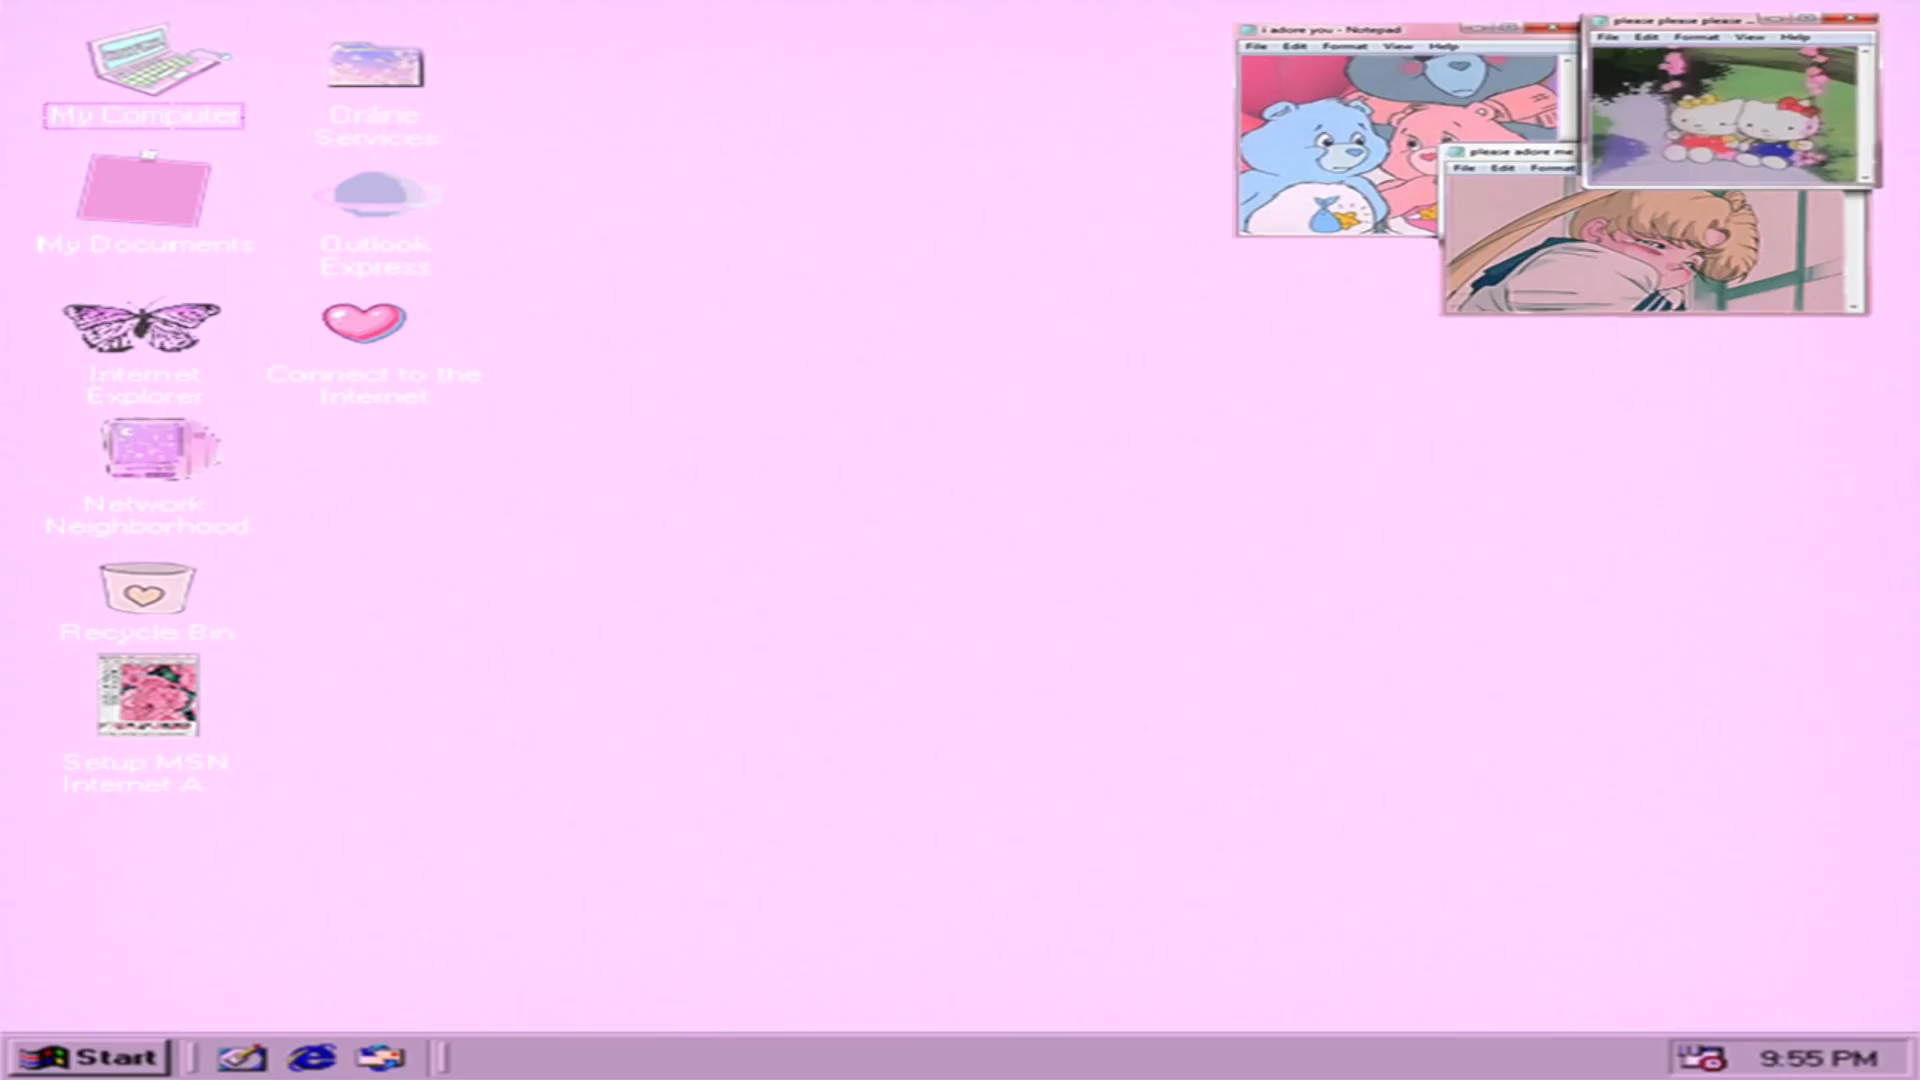 My Computer
Online
Services
My Documents
Outlook
Express
Internet
Explorer
Connect to the
Internet
Network
Neighborhood
Recycle Bin
Setup MSN
Internet A...
i adore you - Notepad
File Edit Format View Help
please please please ...
File Edit Format View Help
please adore me
File Edit Format
Start
9:55 PM